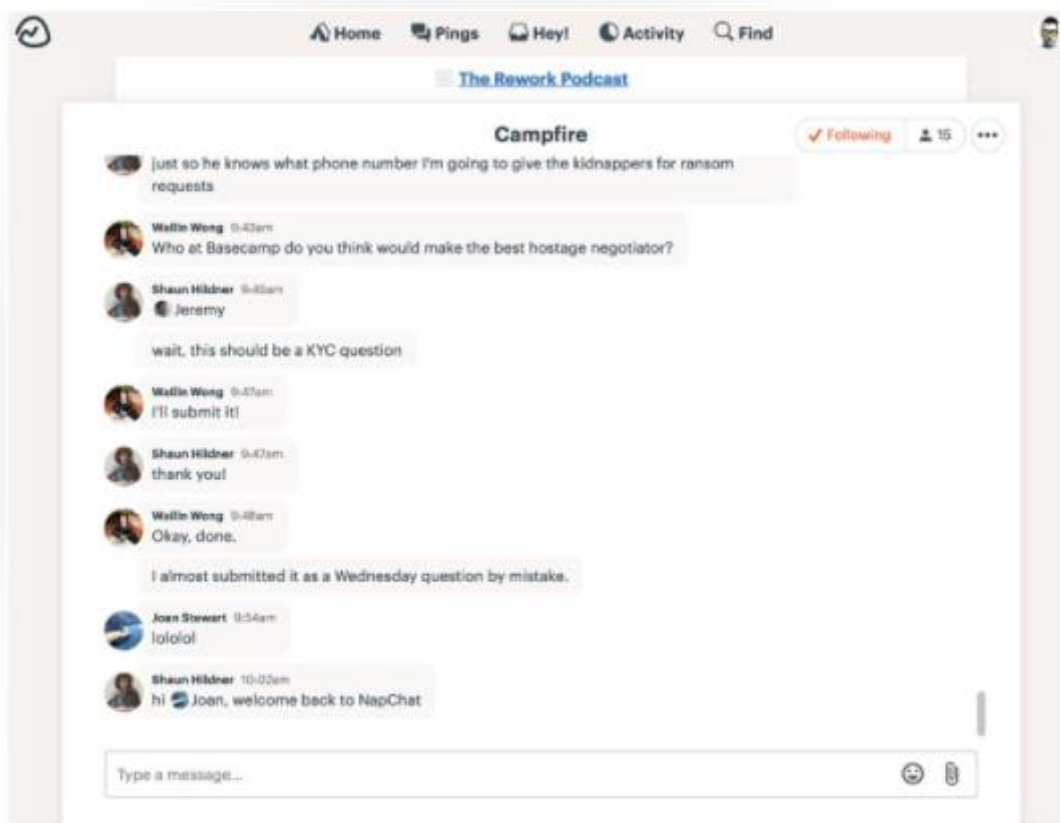 Home Pings Hey! Activity Find
The Rework Podcast
Campfire
Following 15
just so he knows what phone number I'm going to give the kidnappers for ransom
requests
Wailin Wong 9:43am
Who at Basecamp do you think would make the best hostage negotiator?
Shaun Hildner 9:45am
Jeremy
wait, this should be a KYC question
Wailin Wong 9:47am
I'll submit it!
Shaun Hildner 9:47am
thank you!
Wailin Wong 9:48am
Okay, done.
I almost submitted it as a Wednesday question by mistake.
Joan Stewart 9:54am
lololol
Shaun Hildner 10:02am
hi Joan, welcome back to NapChat
Type a message...